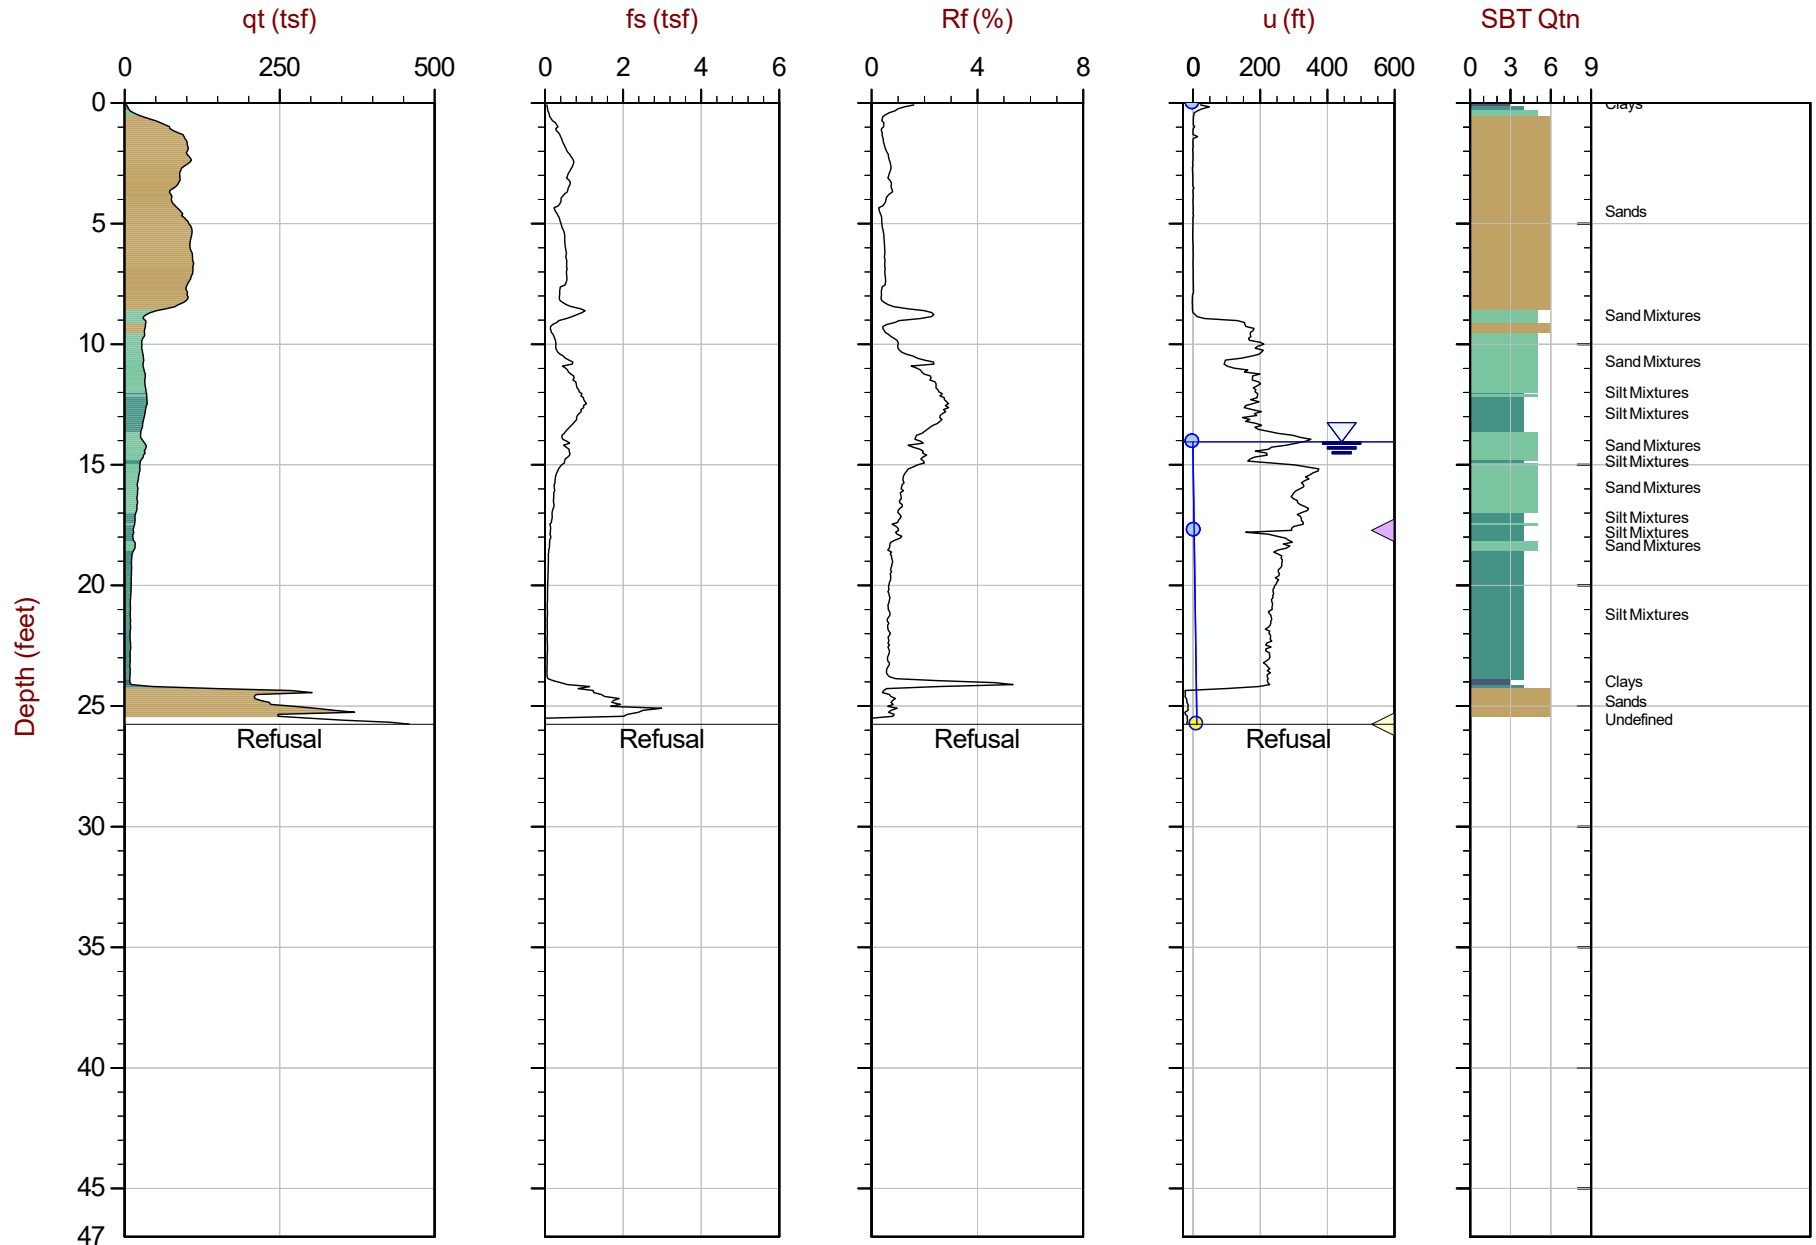 qt (tsf) fs (tsf) Rf (%) u (ft) SBT Qtn
0 250 500 0 2 4 6 0 4 8 0 200 400 600 0 3 6 9
0
Clays
Sands
5
Sand Mixtures
10
Sand Mixtures
Silt Mixtures
Silt Mixtures
Sand Mixtures
15
Silt Mixtures
Sand Mixtures
Silt Mixtures
Silt Mixtures
Sand Mixtures
20
Silt Mixtures
Depth (feet)
Clays
Sands
25
Undefined
Refusal Refusal Refusal Refusal
30
35
40
45
47